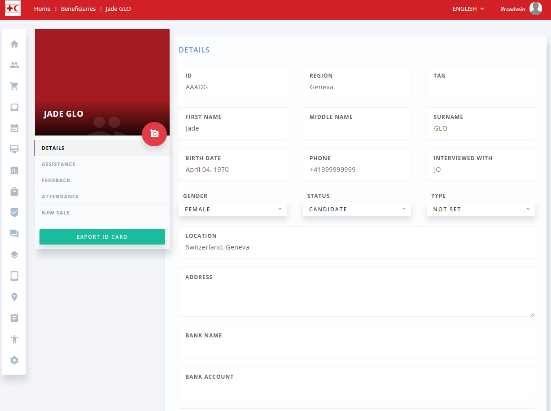 Home | Beneficiaries | Jade GLO
ENGLISH
ifrcadmin
JADE GLO
DETAILS
ASSISTANCE
FEEDBACK
ATTENDANCE
NEW SALE
EXPORT ID CARD
DETAILS
ID
AAADG
REGION
Geneva
TAG
FIRST NAME
Jade
MIDDLE NAME
SURNAME
GLO
BIRTH DATE
April 04, 1970
PHONE
+41999999999
INTERVIEWED WITH
JO
GENDER
FEMALE
STATUS
CANDIDATE
TYPE
NOT SET
LOCATION
Switzerland, Geneva
ADDRESS
BANK NAME
BANK ACCOUNT